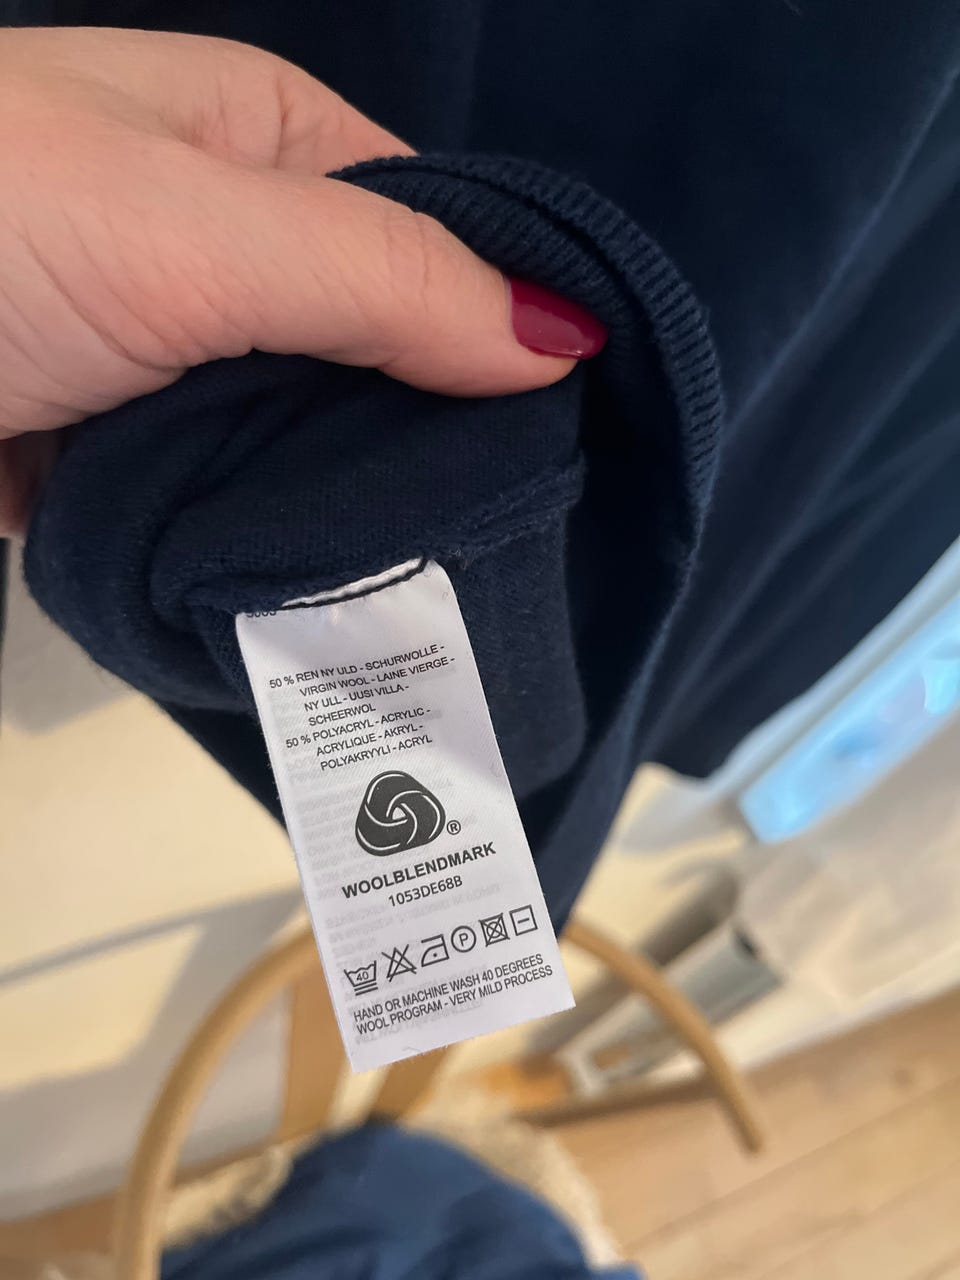 50 % REN NY ULD - SCHURWOLLE -
VIRGIN WOOL - LAINE VIERGE -
NY ULL - UUSI VILLA -
SCHEERWOL
50 % POLYACRYL - ACRYLIC -
ACRYLIQUE - AKRYL -
POLYAKRYYLI - ACRYL
®
WOOLBLENDMARK
1053DE68B
40 P
HAND OR MACHINE WASH 40 DEGREES
WOOL PROGRAM - VERY MILD PROCESS